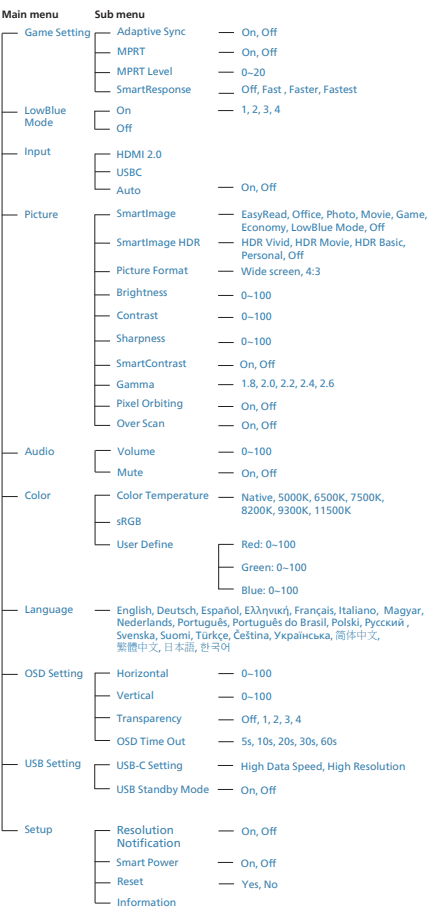 Main menu Sub menu
Game Setting Adaptive Sync On, Off
MPRT On, Off
MPRT Level 0~20
SmartResponse Off, Fast , Faster, Fastest
LowBlue Mode On 1, 2, 3, 4
Off
Input HDMI 2.0
USBC
Auto On, Off
Picture SmartImage EasyRead, Office, Photo, Movie, Game,
Economy, LowBlue Mode, Off
SmartImage HDR HDR Vivid, HDR Movie, HDR Basic,
Personal, Off
Picture Format Wide screen, 4:3
Brightness 0~100
Contrast 0~100
Sharpness 0~100
SmartContrast On, Off
Gamma 1.8, 2.0, 2.2, 2.4, 2.6
Pixel Orbiting On, Off
Over Scan On, Off
Audio Volume 0~100
Mute On, Off
Color Color Temperature Native, 5000K, 6500K, 7500K,
8200K, 9300K, 11500K
sRGB
User Define Red: 0~100
Green: 0~100
Blue: 0~100
Language English, Deutsch, Español, Ελληνική, Français, Italiano, Magyar,
Nederlands, Português, Português do Brasil, Polski, Русский ,
Svenska, Suomi, Türkçe, Čeština, Українська, 简体中文,
繁體中文, 日本語, 한국어
OSD Setting Horizontal 0~100
Vertical 0~100
Transparency Off, 1, 2, 3, 4
OSD Time Out 5s, 10s, 20s, 30s, 60s
USB Setting USB-C Setting High Data Speed, High Resolution
USB Standby Mode On, Off
Setup Resolution Notification On, Off
Smart Power On, Off
Reset Yes, No
Information